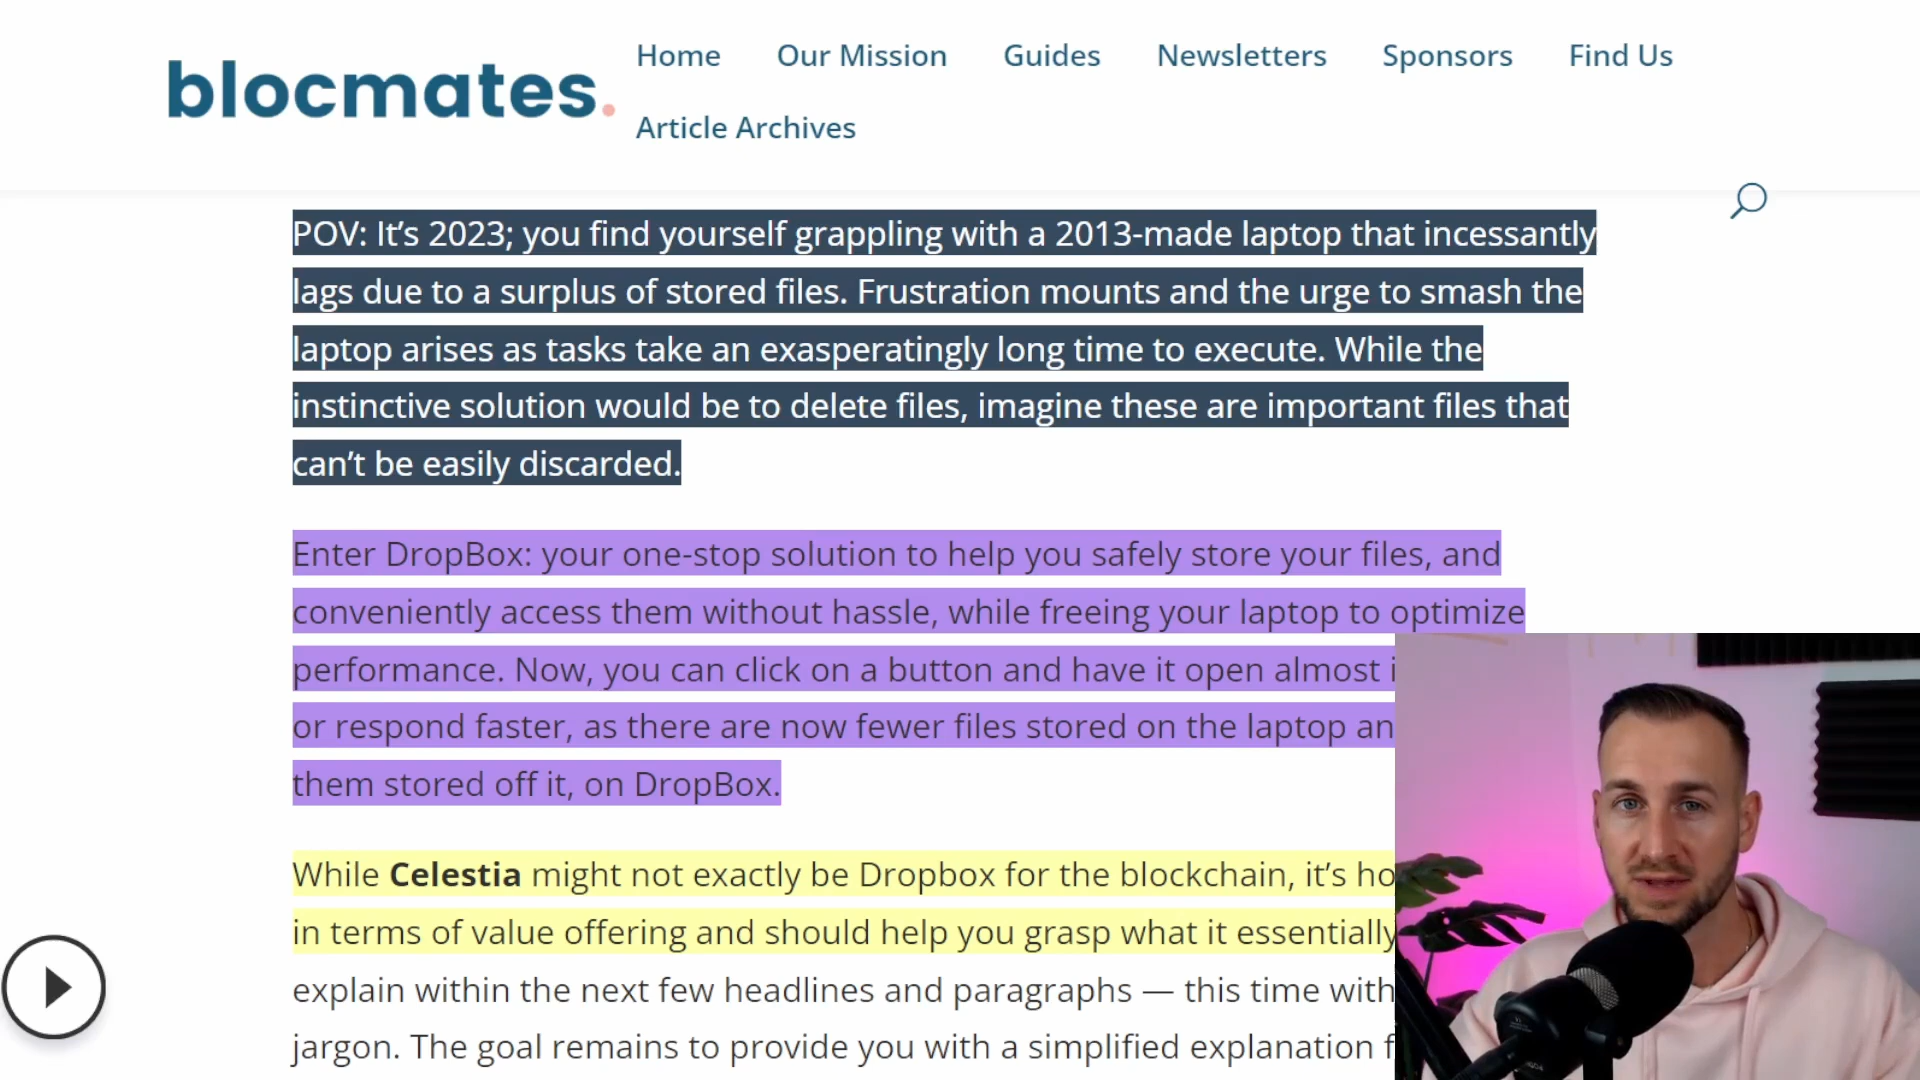 blocmates.
Home Our Mission Guides Newsletters Sponsors Find Us
Article Archives
POV: It’s 2023; you find yourself grappling with a 2013-made laptop that incessantly
lags due to a surplus of stored files. Frustration mounts and the urge to smash the
laptop arises as tasks take an exasperatingly long time to execute. While the
instinctive solution would be to delete files, imagine these are important files that
can’t be easily discarded.
Enter DropBox: your one-stop solution to help you safely store your files, and
conveniently access them without hassle, while freeing your laptop to optimize
performance. Now, you can click on a button and have it open almost
or respond faster, as there are now fewer files stored on the laptop
them stored off it, on DropBox.
While Celestia might not exactly be Dropbox for the blockchain, it’s
in terms of value offering and should help you grasp what it essentially
explain within the next few headlines and paragraphs — this time with
jargon. The goal remains to provide you with a simplified explanation